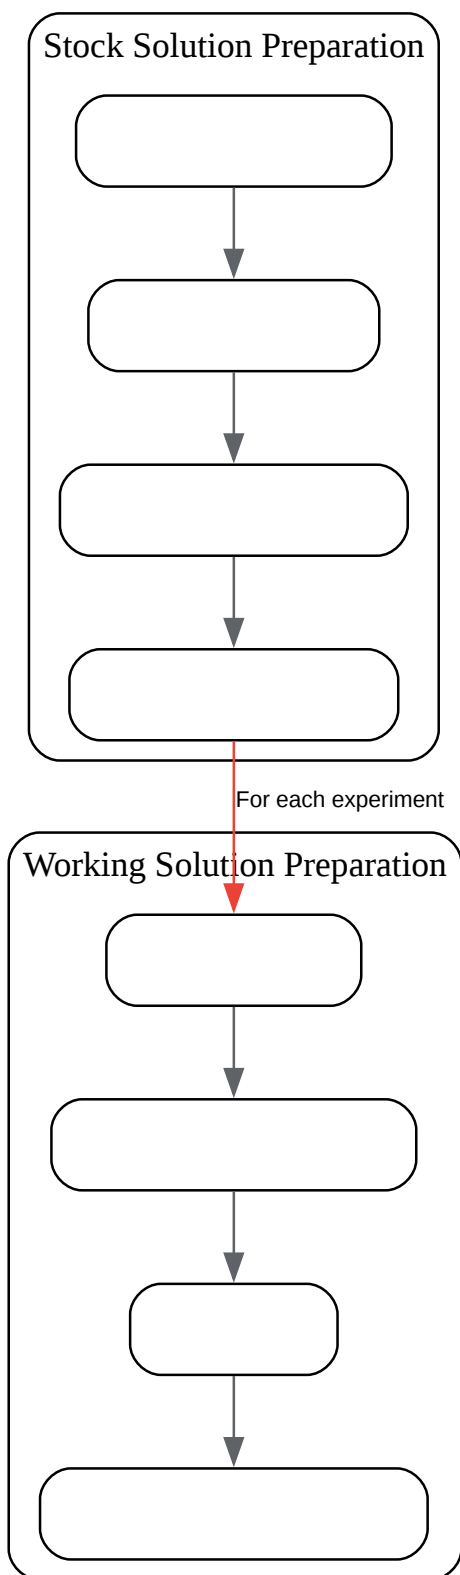 Stock Solution Preparation
For each experiment
Working Solution Preparation